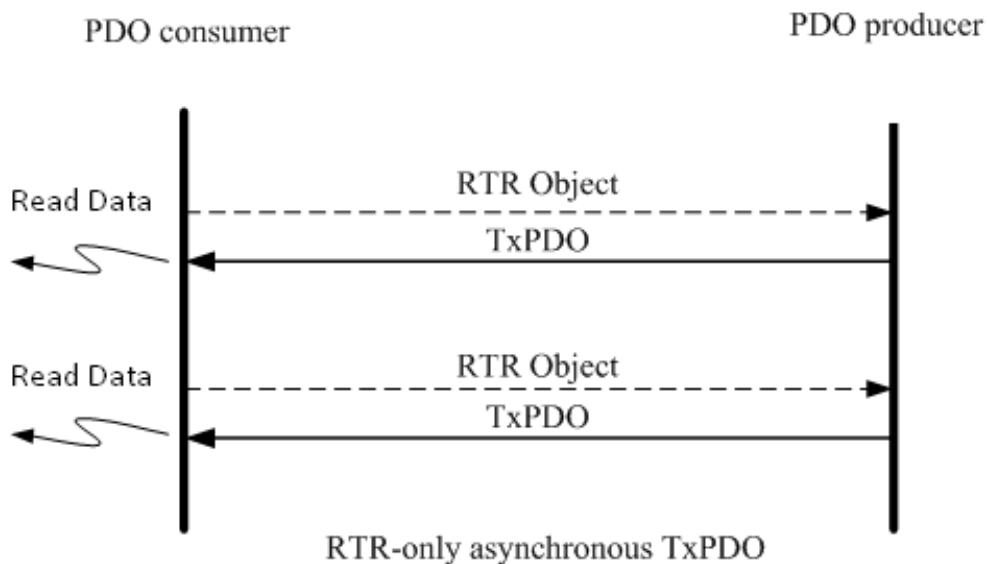 PDO consumer
PDO producer
RTR Object
Read Data
TxPDO
RTR Object
Read Data
TxPDO
RTR-only asynchronous TxPDO